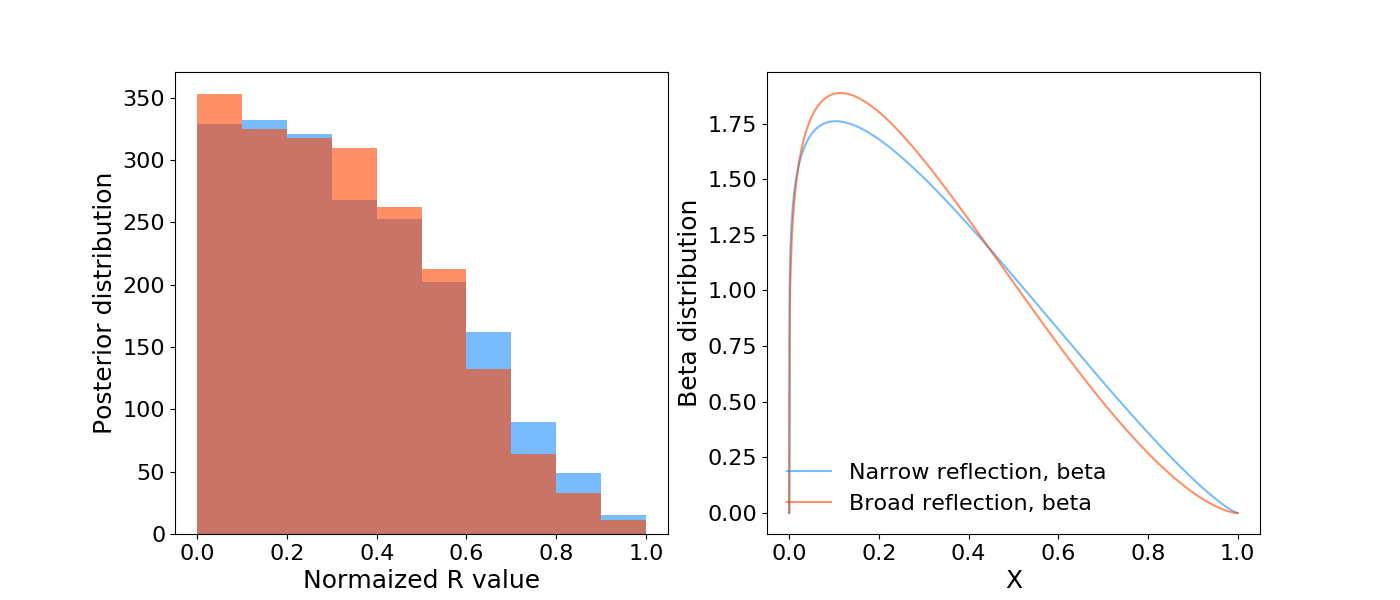 Posterior distribution
350
300
250
200
150
100
50
0
0.0 0.2 0.4 0.6 0.8 1.0
Normaized R value
Beta distribution
1.75
1.50
1.25
1.00
0.75
0.50
0.25
0.00
Narrow reflection, beta
Broad reflection, beta
0.0 0.2 0.4 0.6 0.8 1.0
X